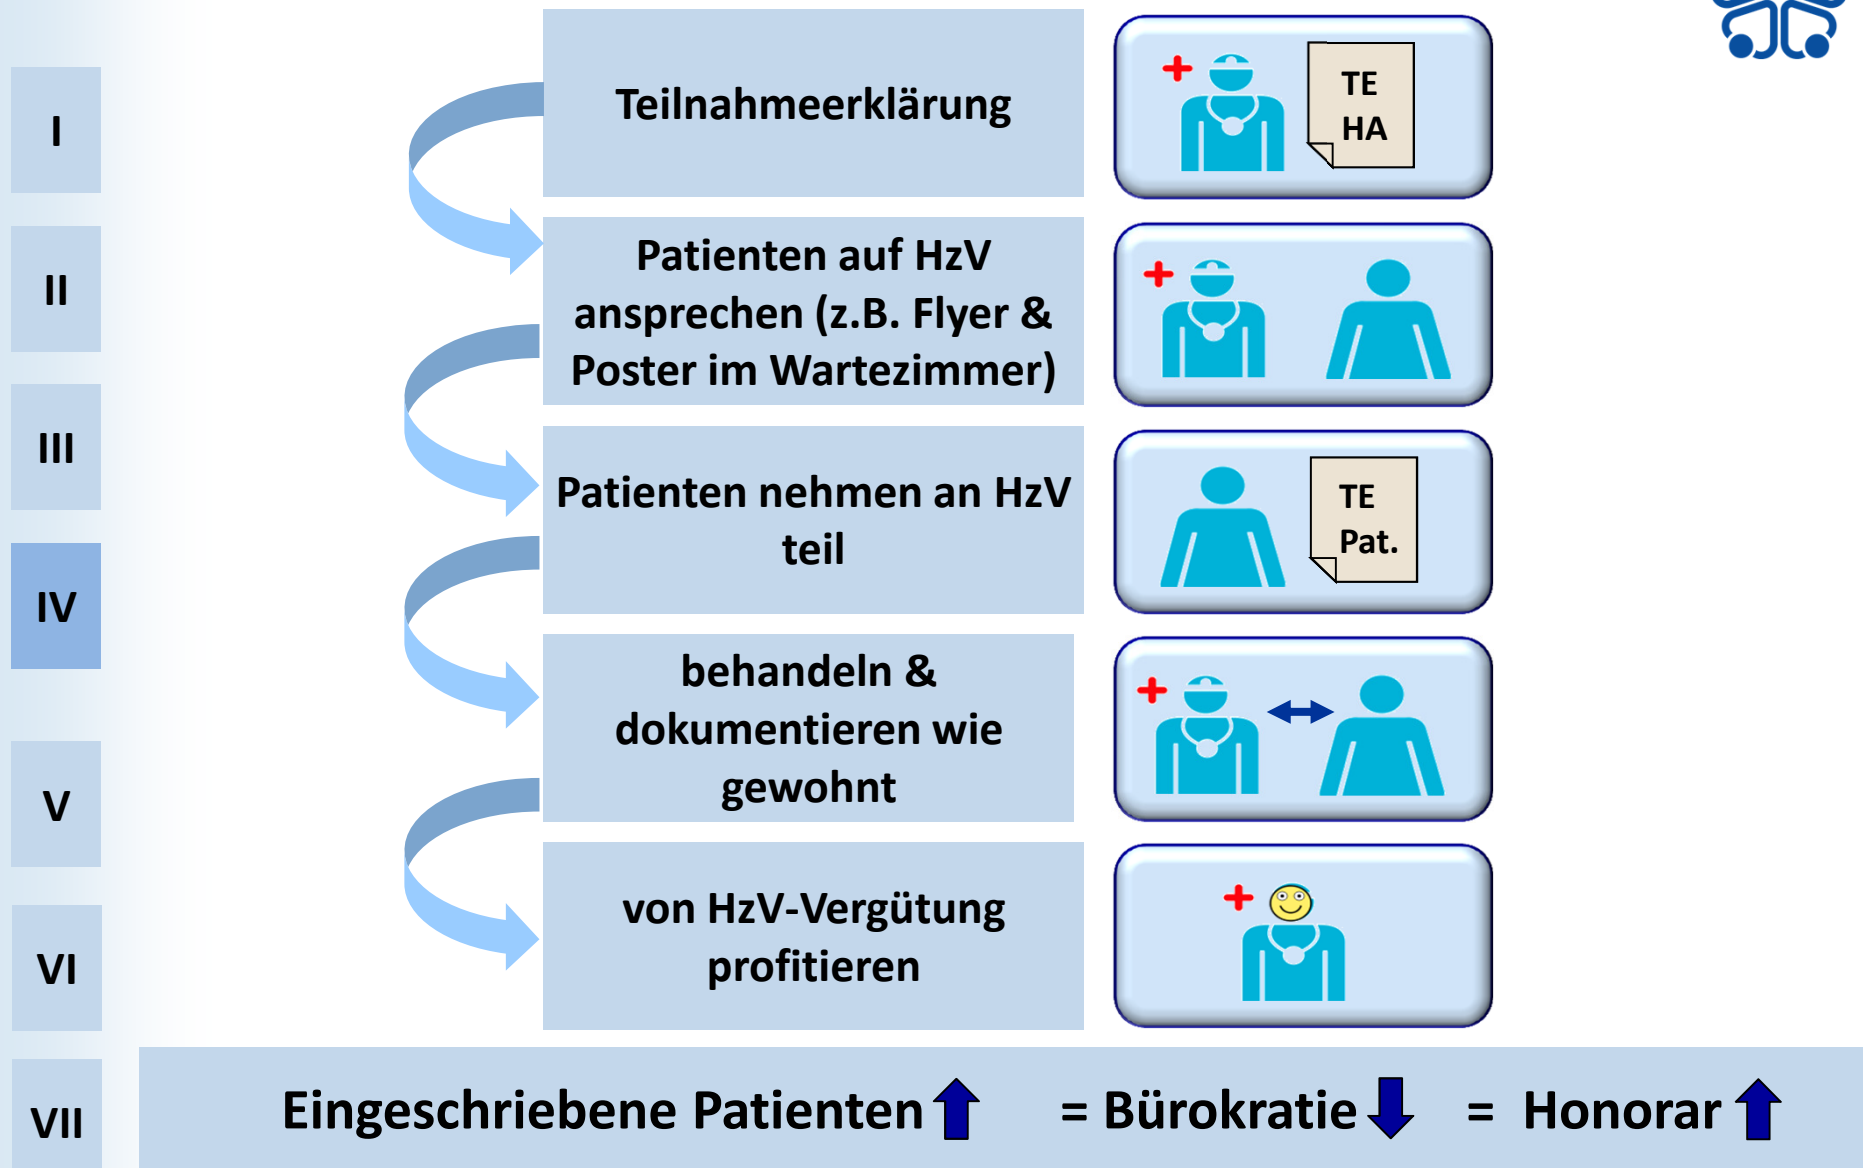 I
II
III
IV
V
VI
VII
Teilnahmeerklärung
TE
HA
Patienten auf HzV
ansprechen (z.B. Flyer &
Poster im Wartezimmer)
Patienten nehmen an HzV
teil
TE
Pat.
behandeln &
dokumentieren wie
gewohnt
von HzV-Vergütung
profitieren
Eingeschriebene Patienten = Bürokratie = Honorar